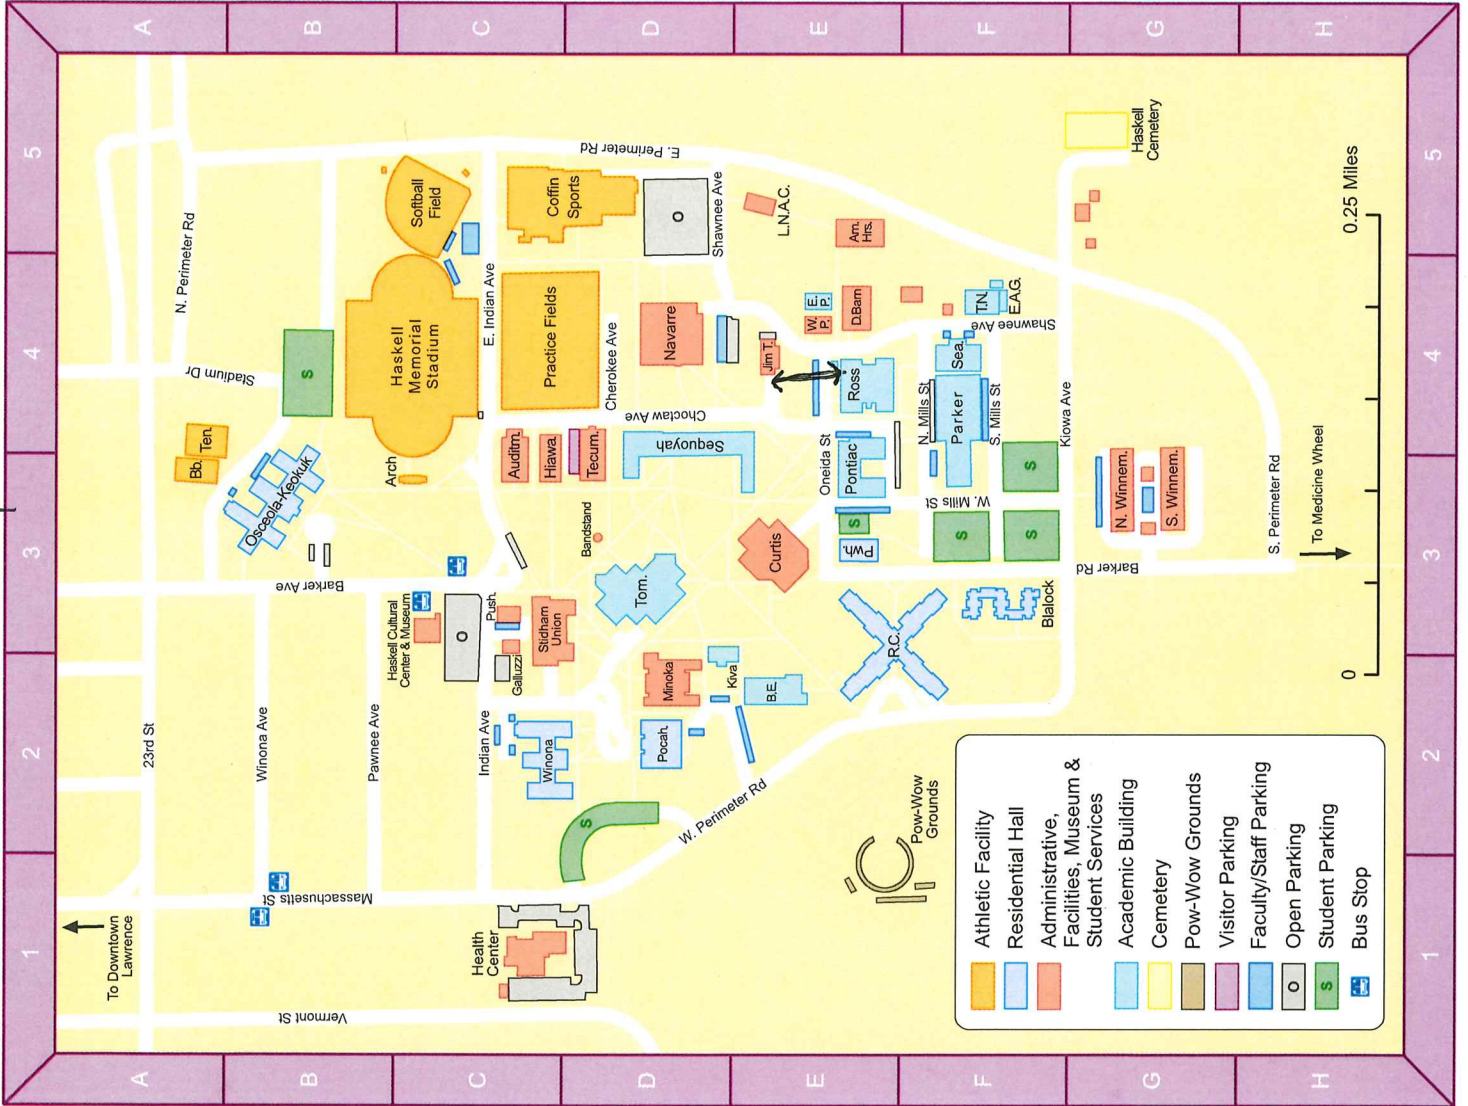 A
B
C
D
E
F
G
H
5
4
3
2
1
N. Perimeter Rd
E. Perimeter Rd
Softball
Field
Coffin
Sports
O
Shawnee Ave
L.N.A.C.
Am.
Hrs.
Haskell
Cemetery
0.25 Miles
0
Stadium Dr
S
Haskell
Memorial
Stadium
E. Indian Ave
Practice Fields
Cherokee Ave
Navarre
Jim T.
W.
P.
E.
P.
D.Barn
T.N.
E.A.G.
Shawnee Ave
Sea.
Ross
Parker
N. Mills St
S. Mills St
Kiowa Ave
Bb.
Ten.
Osceola-Keokuk
Arch
Auditm.
Hiawa.
Tecum.
Choctaw Ave
Sequoyah
Oneida St
Pontiac
S
W. Mills St
N. Winnem.
S. Winnem.
S. Perimeter Rd
To Medicine Wheel
Barker Ave
Bandstand
Curtis
S
Pwh.
S
S
Barker Rd
Haskell Cultural
Center & Museum
O
Push.
Galluzzi
Stidham
Union
Tom.
Minoka
Kiva
B.E.
R.C.
Blalock
23rd St
Winona Ave
Pawnee Ave
Indian Ave
Winona
Pocah.
W. Perimeter Rd
S
Pow-Wow
Grounds
To Downtown
Lawrence
Massachusetts St
Health
Center
Vermont St
Athletic Facility
Residential Hall
Administrative,
Facilities, Museum &
Student Services
Academic Building
Cemetery
Pow-Wow Grounds
Visitor Parking
Faculty/Staff Parking
O Open Parking
S Student Parking
Bus Stop
5
4
3
2
1
A
B
C
D
E
F
G
H